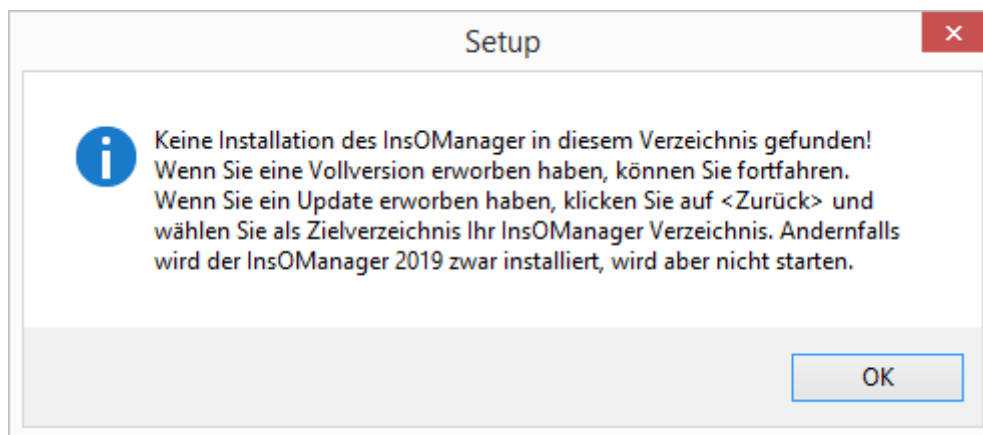 Setup
Keine Installation des InsOManager in diesem Verzeichnis gefunden!
Wenn Sie eine Vollversion erworben haben, können Sie fortfahren.
Wenn Sie ein Update erworben haben, klicken Sie auf <Zurück> und
wählen Sie als Zielverzeichnis Ihr InsOManager Verzeichnis. Andernfalls
wird der InsOManager 2019 zwar installiert, wird aber nicht starten.
OK